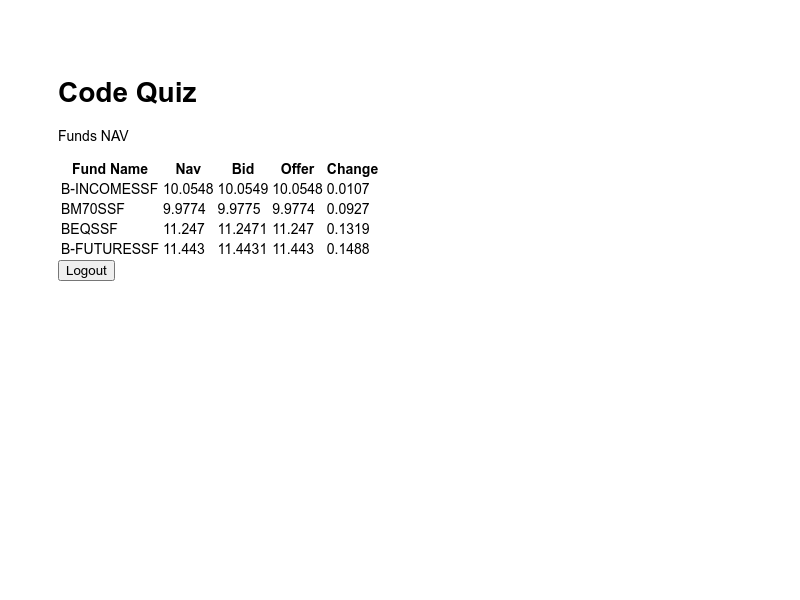 Code Quiz
Funds NAV
Fund Name Nav Bid Offer Change
B-INCOMESSF 10.0548 10.0549 10.0548 0.0107
BM70SSF 9.9774 9.9775 9.9774 0.0927
BEQSSF 11.247 11.2471 11.247 0.1319
B-FUTURESSF 11.443 11.4431 11.443 0.1488
Logout